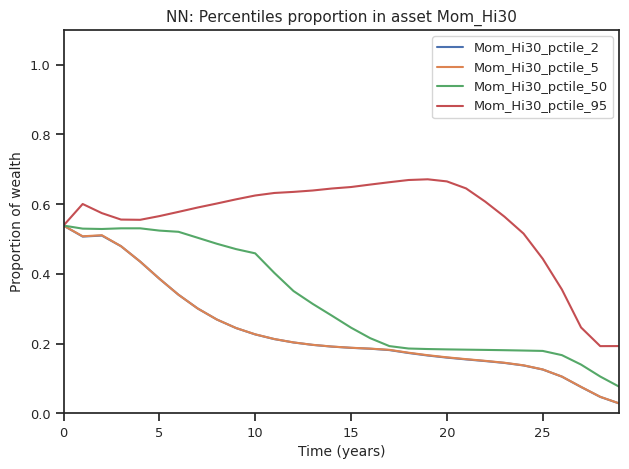 NN: Percentiles proportion in asset Mom_Hi30
Mom_Hi30_pctile_2
Mom_Hi30_pctile_5
Mom_Hi30_pctile_50
Mom_Hi30_pctile_95
Proportion of wealth
1.0
0.8
0.6
0.4
0.2
0.0
0 5 10 15 20 25
Time (years)